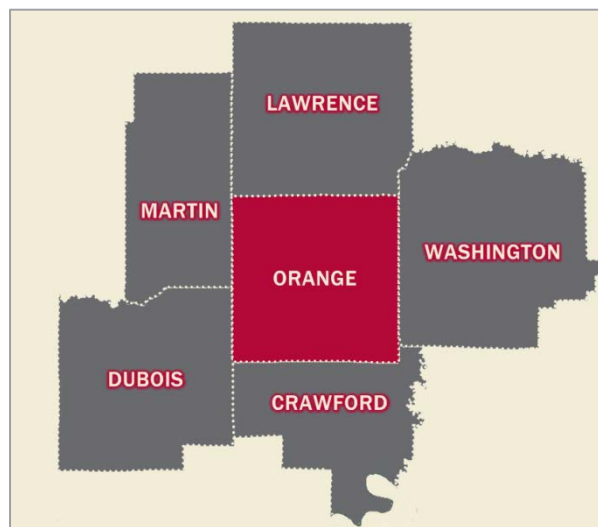 LAWRENCE
MARTIN
WASHINGTON
ORANGE
DUBOIS
CRAWFORD